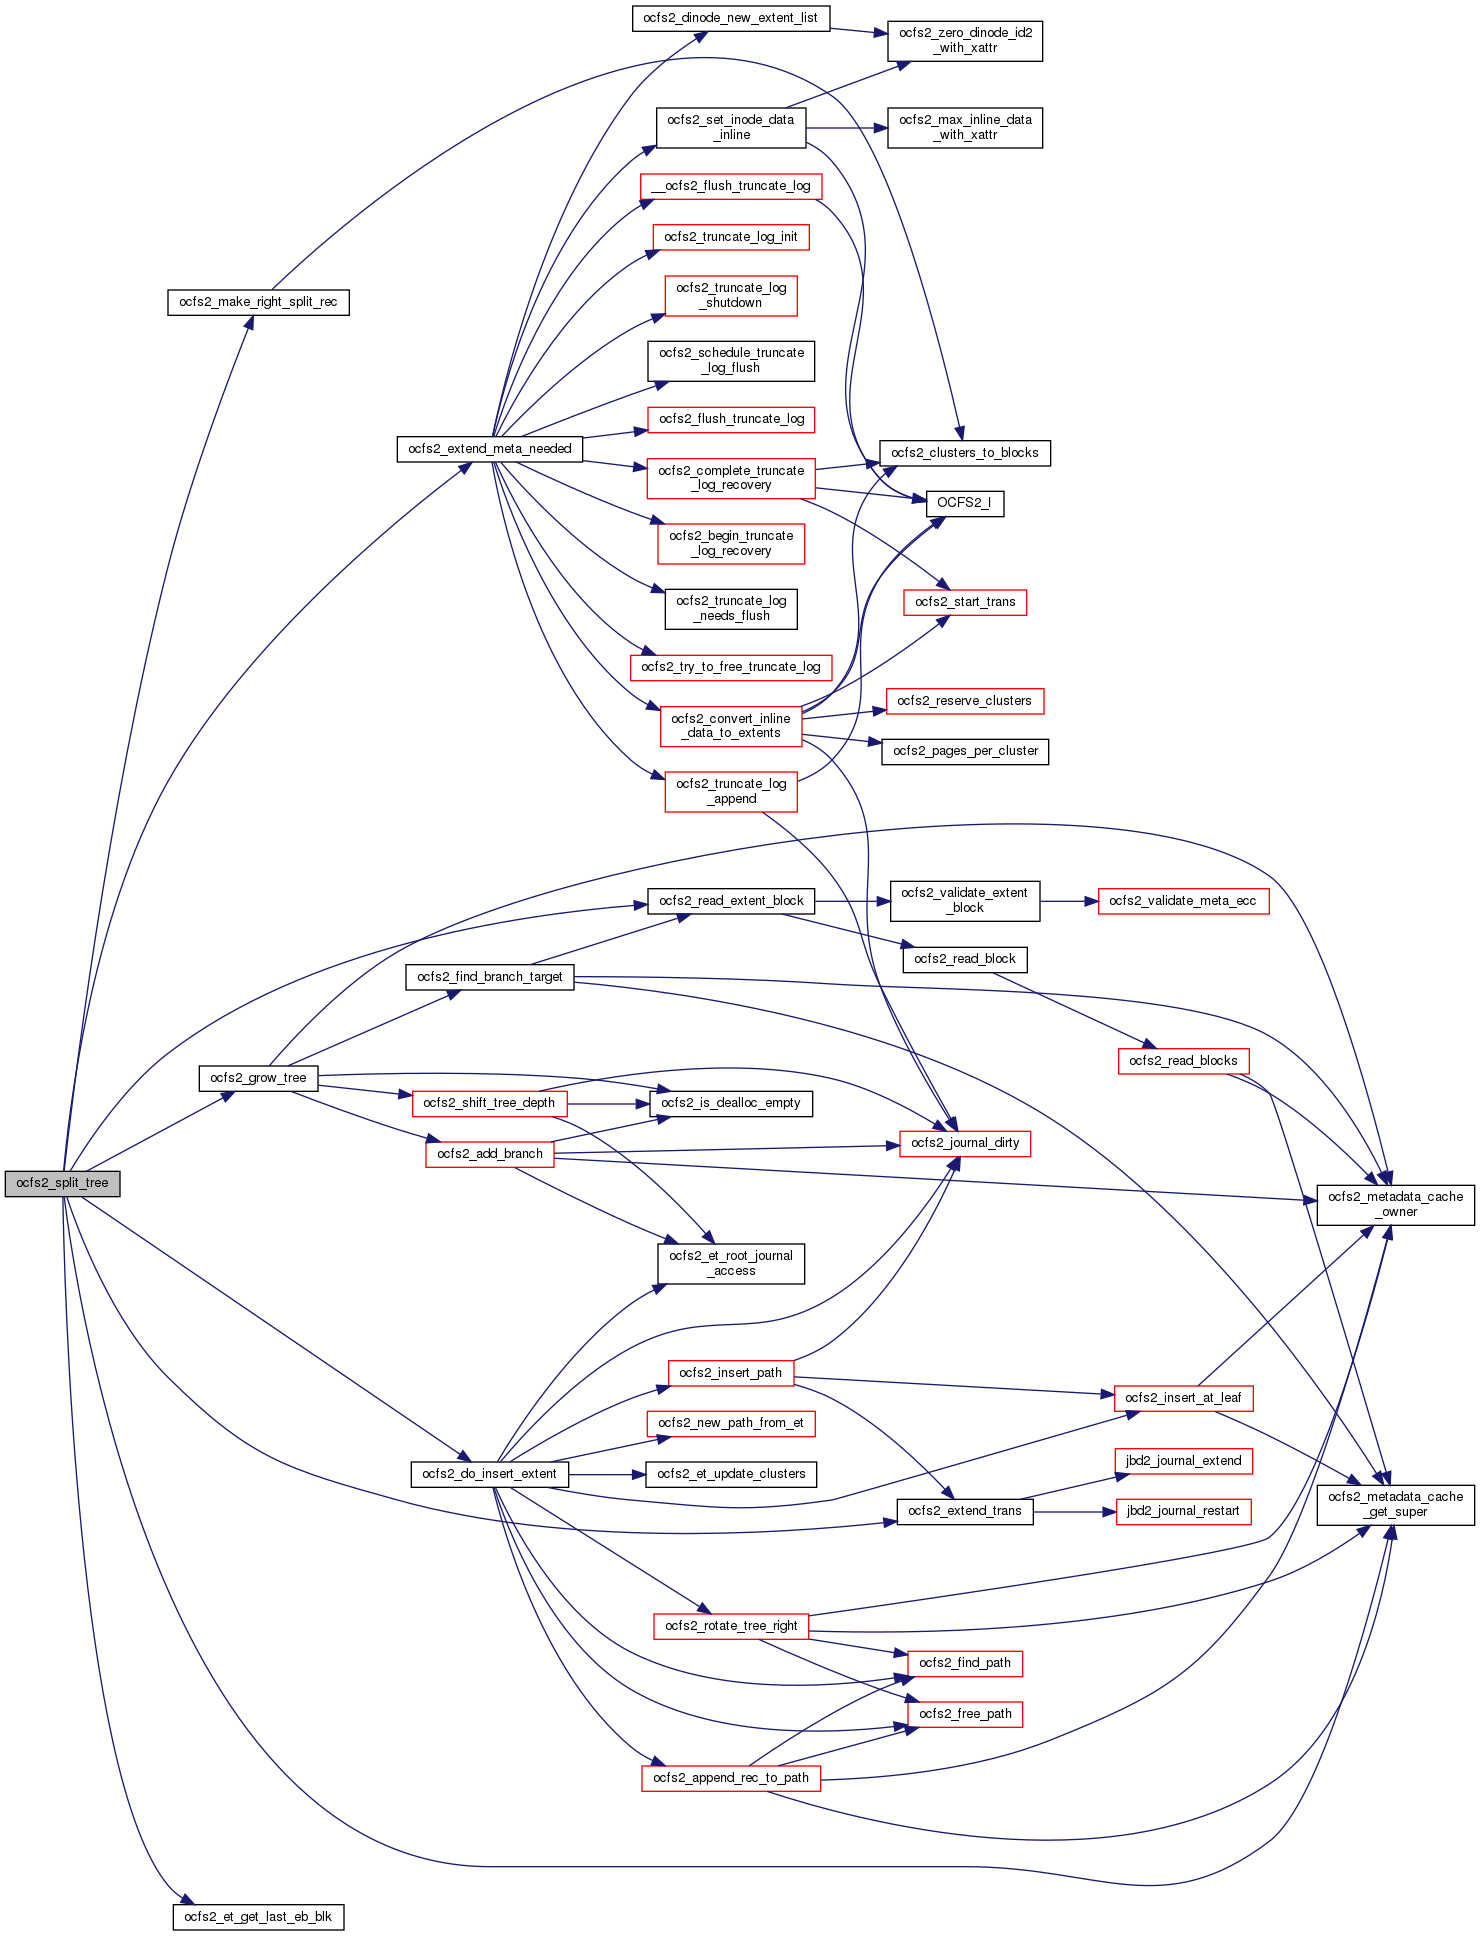 ocfs2_dinode_new_extent_list
ocfs2_zero_dinode_id2
_with_xattr
ocfs2_set_inode_data
_inline
ocfs2_max_inline_data
_with_xattr
__ocfs2_flush_truncate_log
ocfs2_truncate_log_init
ocfs2_make_right_split_rec
ocfs2_truncate_log
_shutdown
ocfs2_schedule_truncate
_log_flush
ocfs2_flush_truncate_log
ocfs2_extend_meta_needed
ocfs2_clusters_to_blocks
ocfs2_complete_truncate
_log_recovery
OCFS2_I
ocfs2_begin_truncate
_log_recovery
ocfs2_truncate_log
_needs_flush
ocfs2_start_trans
ocfs2_try_to_free_truncate_log
ocfs2_reserve_clusters
ocfs2_convert_inline
_data_to_extents
ocfs2_pages_per_cluster
ocfs2_truncate_log
_append
ocfs2_read_extent_block
ocfs2_validate_extent
_block
ocfs2_validate_meta_ecc
ocfs2_read_block
ocfs2_find_branch_target
ocfs2_read_blocks
ocfs2_grow_tree
ocfs2_shift_tree_depth
ocfs2_is_dealloc_empty
ocfs2_add_branch
ocfs2_journal_dirty
ocfs2_split_tree
ocfs2_metadata_cache
_owner
ocfs2_et_root_journal
_access
ocfs2_insert_path
ocfs2_insert_at_leaf
ocfs2_new_path_from_et
ocfs2_do_insert_extent
ocfs2_et_update_clusters
jbd2_journal_extend
ocfs2_extend_trans
jbd2_journal_restart
ocfs2_metadata_cache
_get_super
ocfs2_rotate_tree_right
ocfs2_find_path
ocfs2_free_path
ocfs2_append_rec_to_path
ocfs2_et_get_last_eb_blk